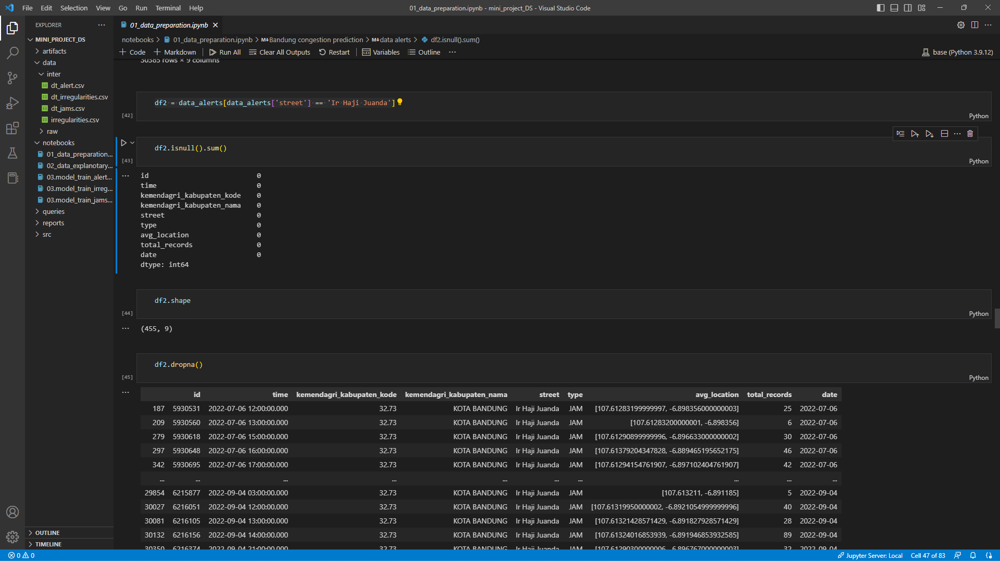 File Edit Selection View Go Run Terminal Help
01_data_preparation.ipynb - mini_project_DS - Visual Studio Code
EXPLORER
MINI_PROJECT_DS
artifacts
data
inter
dt_alert.csv
dt_irregularities.csv
dt_jams.csv
irregularities.csv
raw
notebooks
01_data_preparation...
02_data_explanotary...
03.model_train_alert...
03.model_train_irreg...
03.model_train_jams...
queries
reports
src
OUTLINE
TIMELINE
01_data_preparation.ipynb
notebooks > 01_data_preparation.ipynb > M↓Bandung congestion prediction > M↓data alerts > df2.isnull().sum()
Code Markdown Run All Clear All Outputs Restart Variables Outline ... base (Python 3.9.12)
30385 rows × 9 columns
df2 = data_alerts[data_alerts['street'] == 'Ir Haji Juanda']
[42] Python
df2.isnull().sum()
[43] Python
id 0
time 0
kemendagri_kabupaten_kode 0
kemendagri_kabupaten_nama 0
street 0
type 0
avg_location 0
total_records 0
date 0
dtype: int64
df2.shape
[44] Python
(455, 9)
df2.dropna()
[45] Python
id time kemendagri_kabupaten_kode kemendagri_kabupaten_nama street type avg_location total_records date
187 5930531 2022-07-06 12:00:00.000 32.73 KOTA BANDUNG Ir Haji Juanda JAM [107.61283199999997, -6.898356000000003] 25 2022-07-06
209 5930560 2022-07-06 13:00:00.000 32.73 KOTA BANDUNG Ir Haji Juanda JAM [107.61283200000001, -6.898356] 6 2022-07-06
279 5930618 2022-07-06 15:00:00.000 32.73 KOTA BANDUNG Ir Haji Juanda JAM [107.61290899999996, -6.896633000000002] 30 2022-07-06
297 5930648 2022-07-06 16:00:00.000 32.73 KOTA BANDUNG Ir Haji Juanda JAM [107.61379204347828, -6.889465195652175] 46 2022-07-06
342 5930695 2022-07-06 17:00:00.000 32.73 KOTA BANDUNG Ir Haji Juanda JAM [107.61294154761907, -6.897102404761907] 42 2022-07-06
... ... ... ... ... ... ... ... ... ...
29854 6215877 2022-09-04 03:00:00.000 32.73 KOTA BANDUNG Ir Haji Juanda JAM [107.613211, -6.891185] 5 2022-09-04
30027 6216051 2022-09-04 12:00:00.000 32.73 KOTA BANDUNG Ir Haji Juanda JAM [107.61319950000002, -6.8921054999999996] 40 2022-09-04
30081 6216105 2022-09-04 13:00:00.000 32.73 KOTA BANDUNG Ir Haji Juanda JAM [107.61321428571429, -6.891827928571429] 28 2022-09-04
30132 6216156 2022-09-04 14:00:00.000 32.73 KOTA BANDUNG Ir Haji Juanda JAM [107.61324016853939, -6.891946853932585] 89 2022-09-04
30350 6216374 2022-09-04 21:00:00.000 32.73 KOTA BANDUNG Ir Haji Juanda JAM [107.61290300000006, -6.896767000000003] 32 2022-09-04
0 0 Jupyter Server: Local Cell 47 of 83